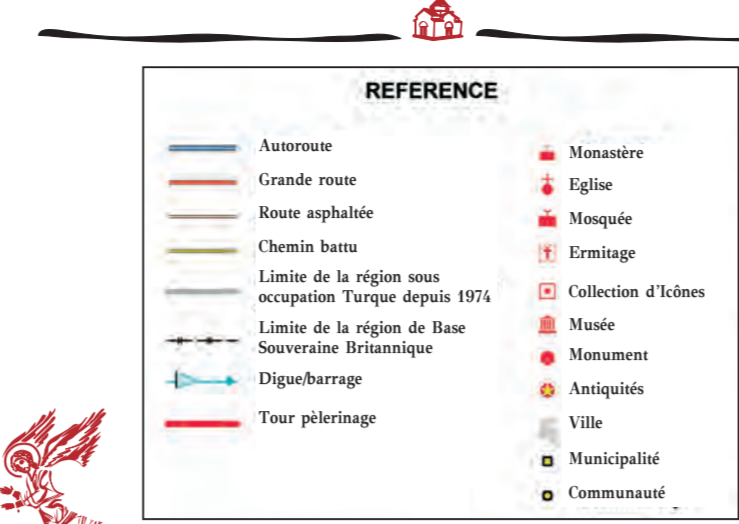 REFERENCE
Autoroute
Grande route
Route asphaltée
Chemin battu
Limite de la région sous
occupation Turque depuis 1974
Limite de la région de Base
Souveraine Britannique
Digue/barrage
Tour pèlerinage
Monastère
Eglise
Mosquée
Ermitage
Collection d'Icônes
Musée
Monument
Antiquités
Ville
Municipalité
Communauté